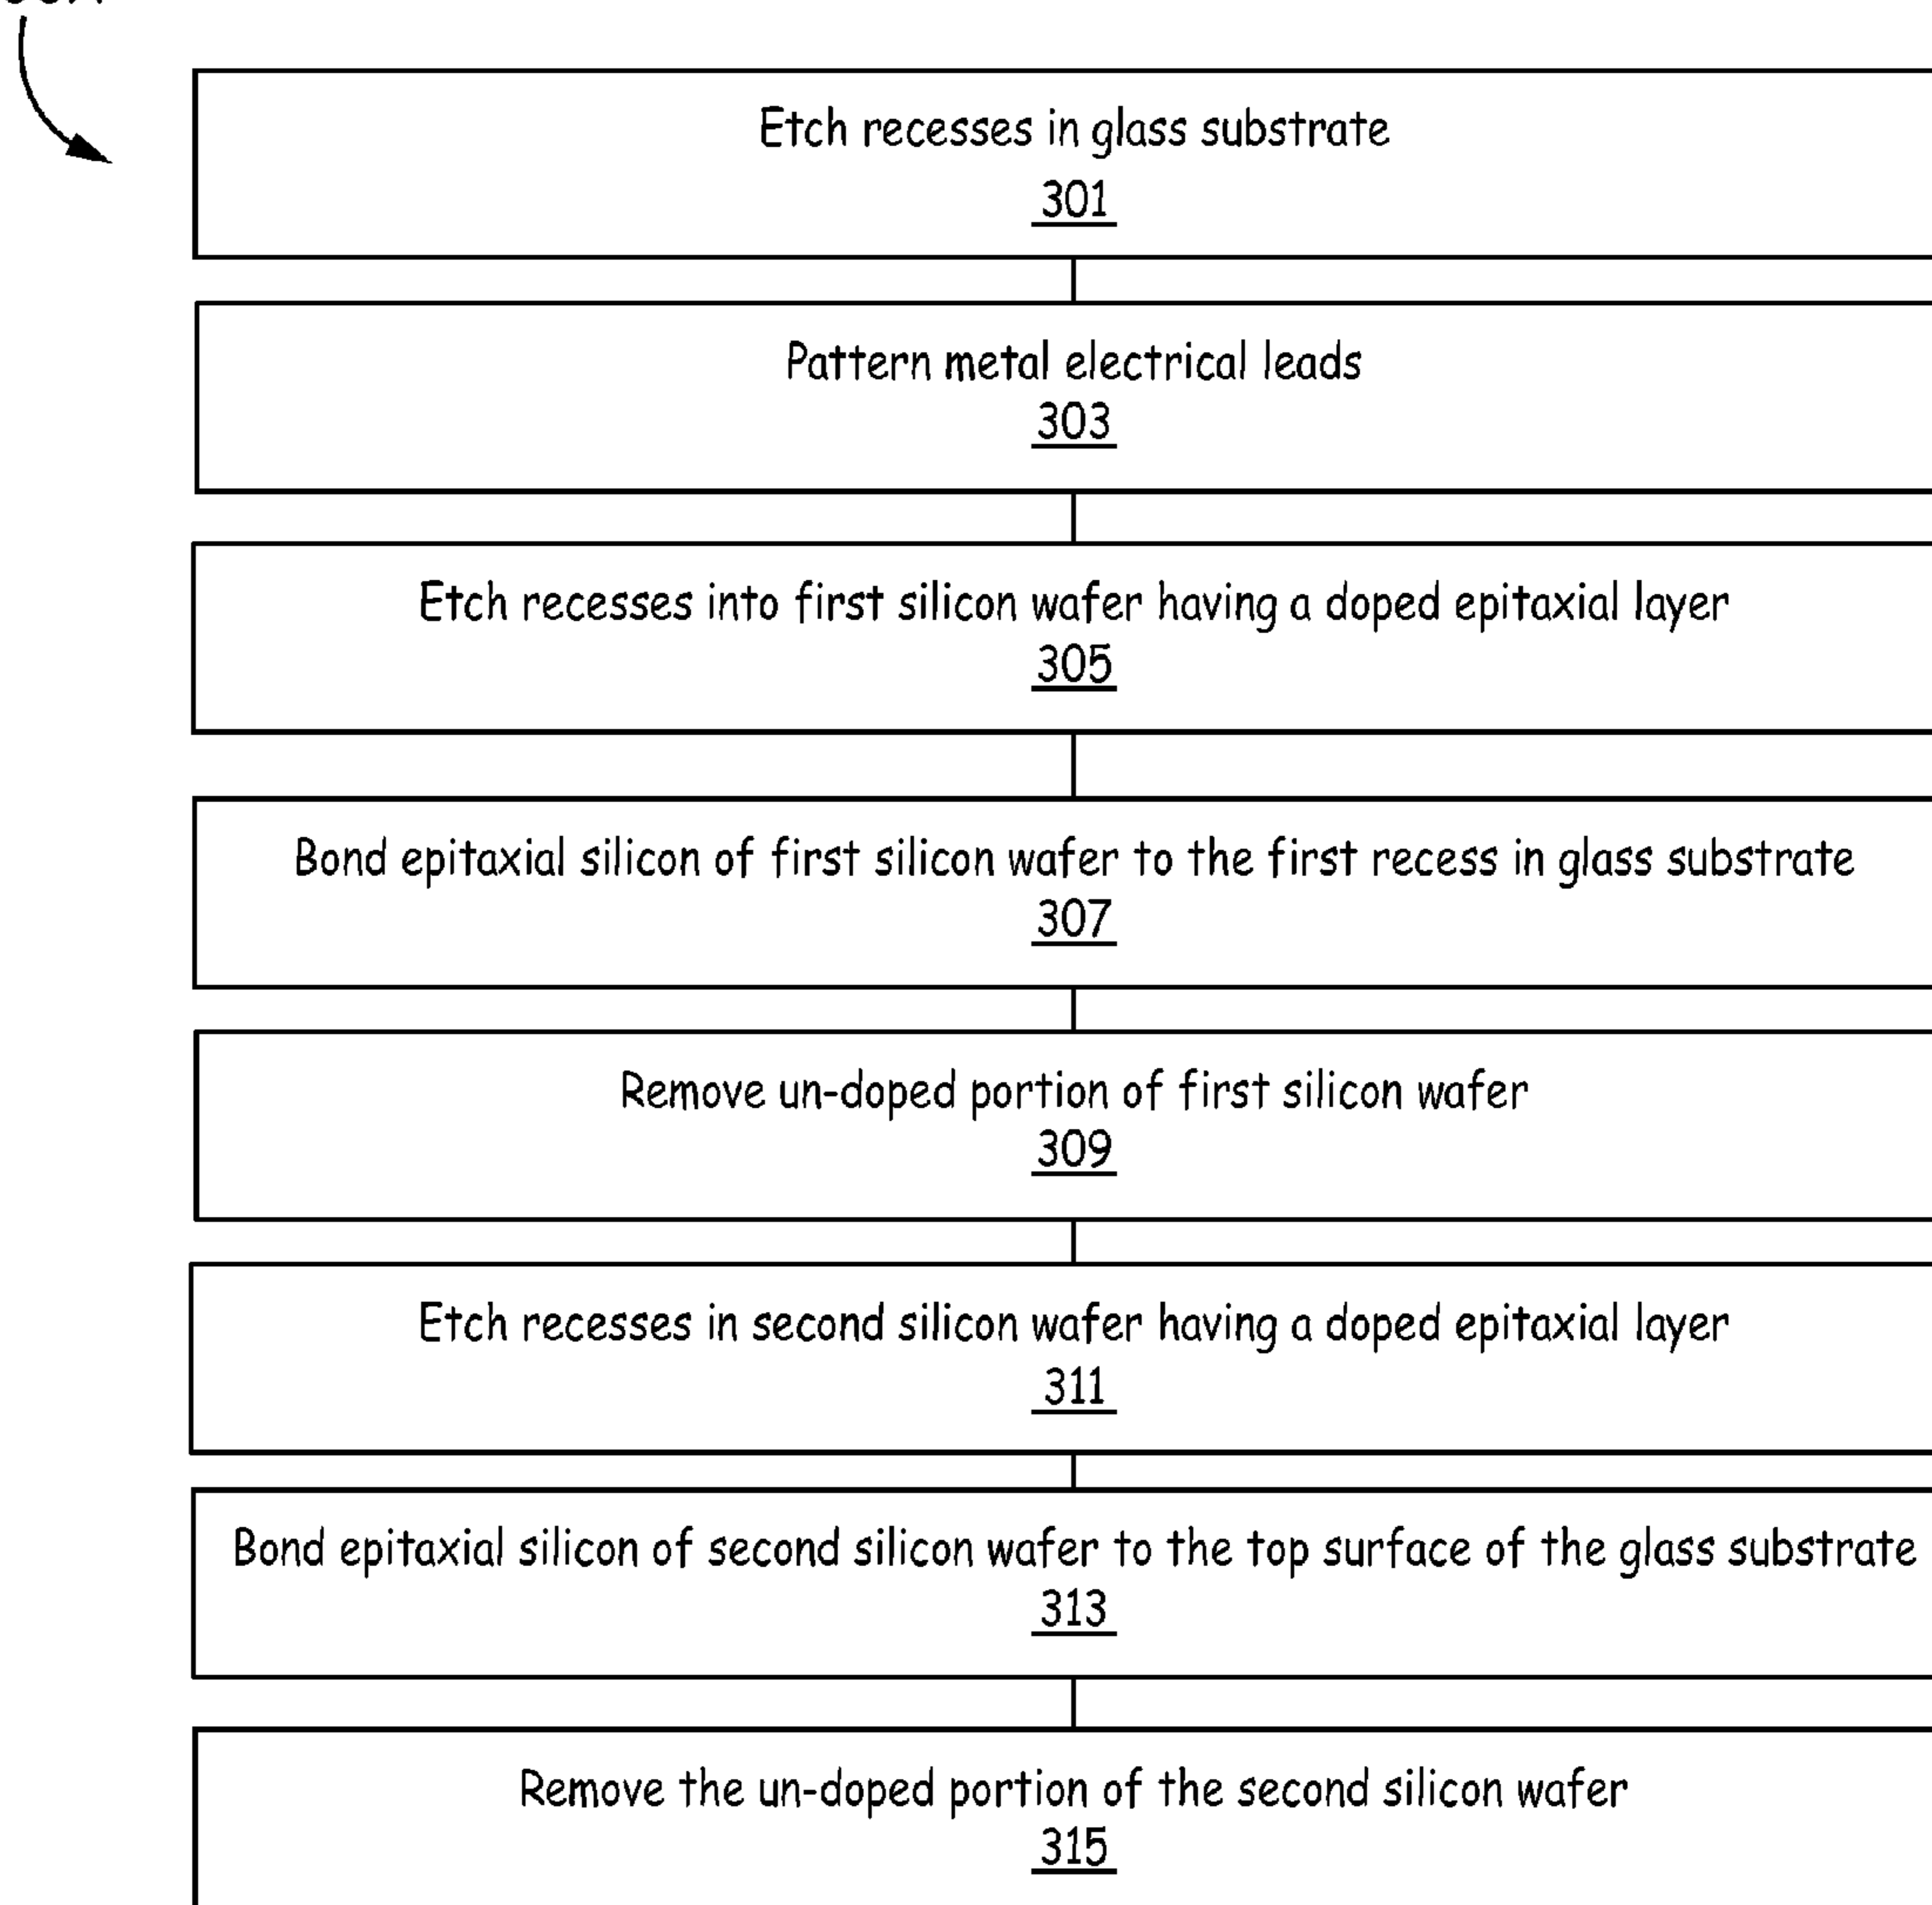 Etch recesses in glass substrate
301
Pattern metal electrical leads
303
Etch recesses into first silicon wafer having a doped epitaxial layer
305
Bond epitaxial silicon of first silicon wafer to the first recess in glass substrate
307
Remove un-doped portion of first silicon wafer
309
Etch recesses in second silicon wafer having a doped epitaxial layer
311
Bond epitaxial silicon of second silicon wafer to the top surface of the glass substrate
313
Remove the un-doped portion of the second silicon wafer
315